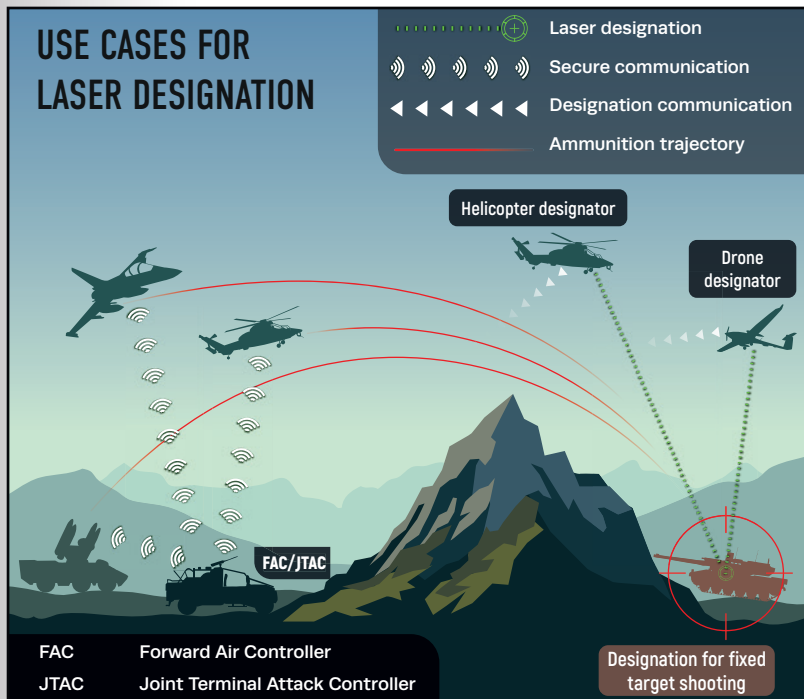 USE CASES FOR
LASER DESIGNATION
Laser designation
Secure communication
Designation communication
Ammunition trajectory
Helicopter designator
Drone
designator
FAC/JTAC
FAC Forward Air Controller
JTAC Joint Terminal Attack Controller
Designation for fixed
target shooting